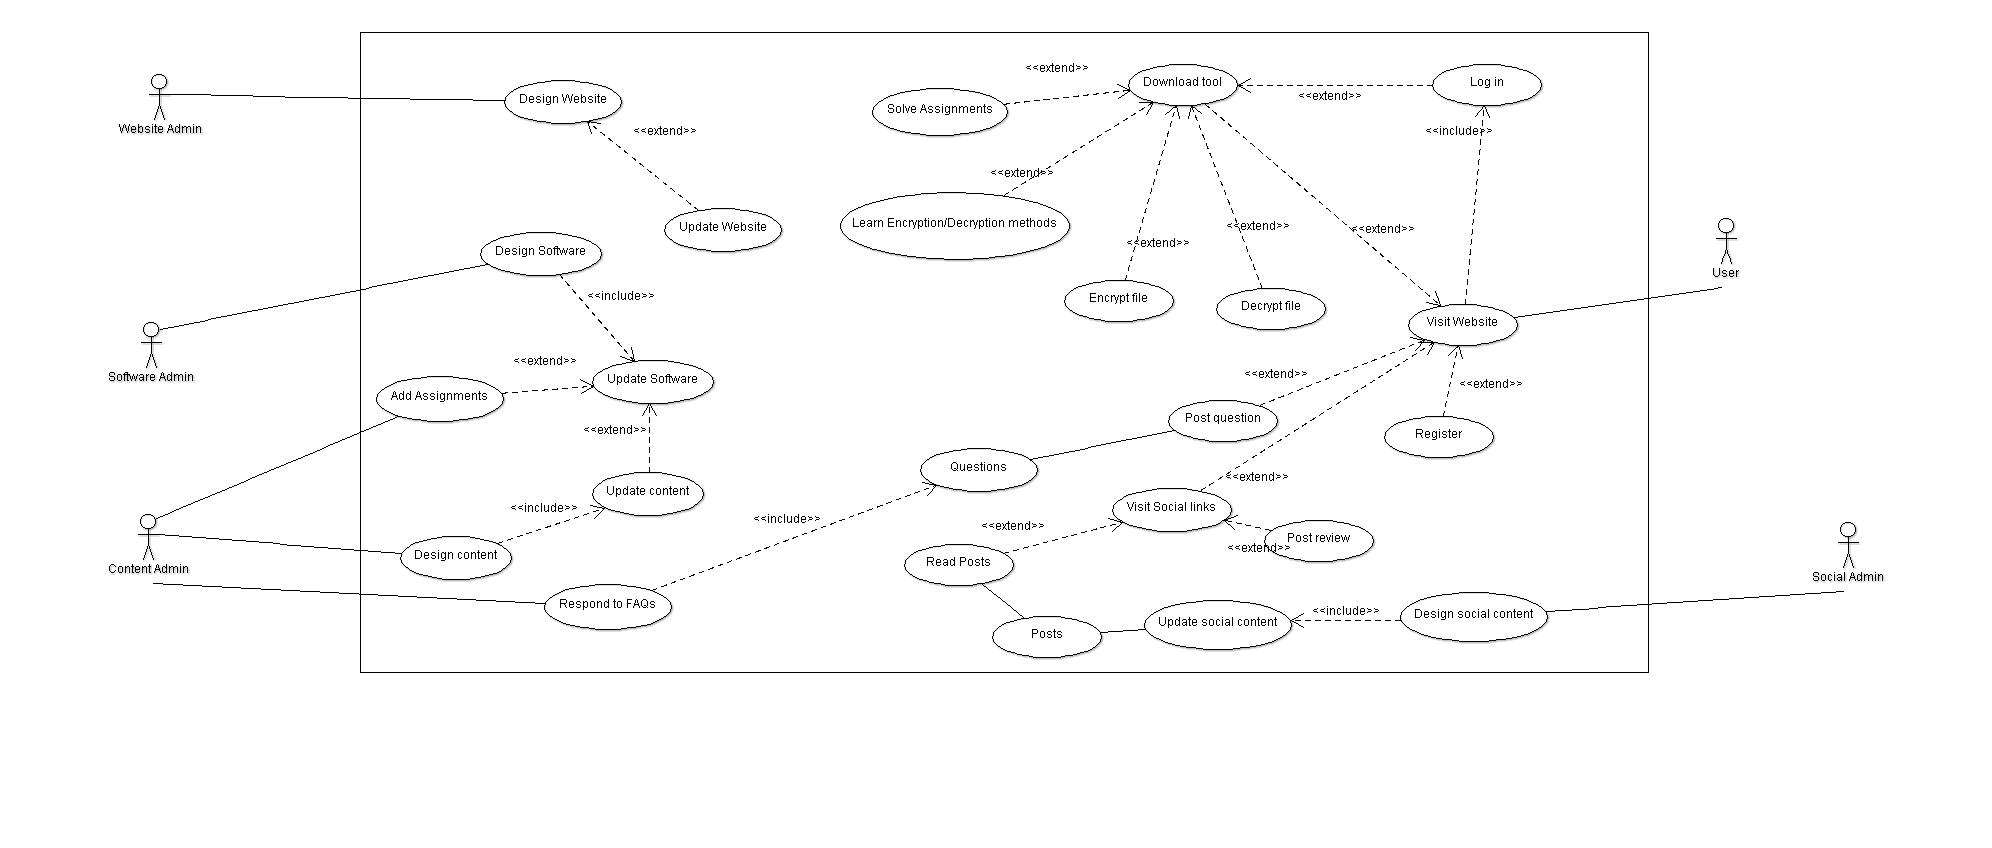 <<extend>>
Download tool
Log in
Website Admin
Design Website
<<extend>>
Solve Assignments
<<extend>>
<<include>>
<<extend>>
Learn Encryption/Decryption methods
Update Website
<<extend>>
<<extend>>
<<extend>>
Design Software
User
<<include>>
Encrypt file
Decrypt file
Visit Website
Software Admin
<<extend>>
Update Software
<<extend>>
<<extend>>
Add Assignments
Post question
Register
<<extend>>
Questions
<<extend>>
Update content
<<include>>
Visit Social links
<<include>>
<<extend>>
Post review
<<extend>>
Design content
Read Posts
Content Admin
Social Admin
Respond to FAQs
<<include>>
Design social content
Update social content
Posts